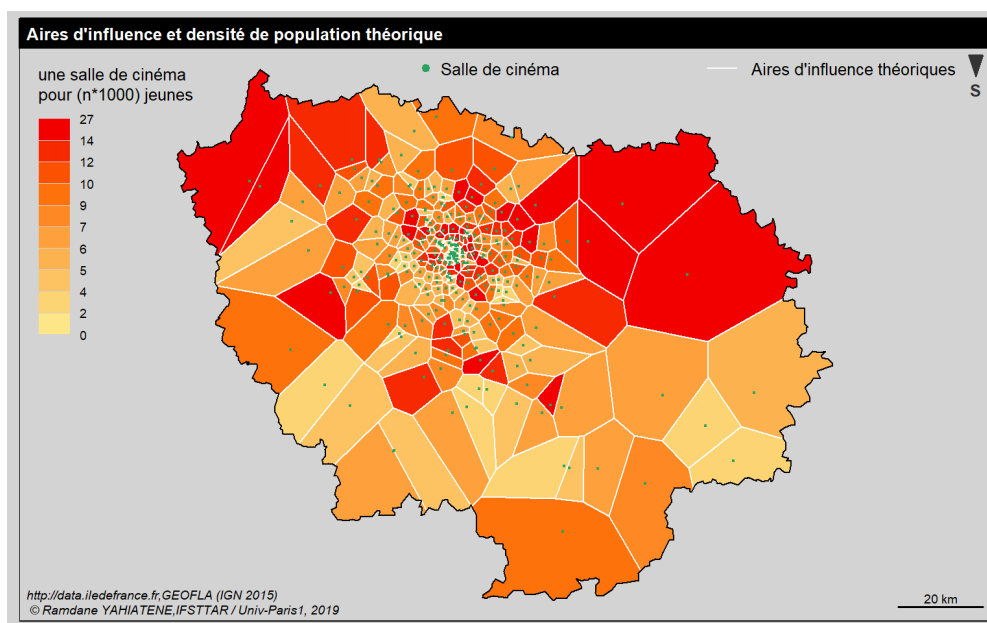 Aires d'influence et densité de population théorique
une salle de cinéma
pour (n*1000) jeunes
Salle de cinéma
Aires d'influence théoriques
S
27
14
12
10
9
7
6
5
4
2
0
http://data.iledefrance.fr,GEOFLA (IGN 2015)
© Ramdane YAHIATENE,IFSTTAR / Univ-Paris1, 2019
20 km